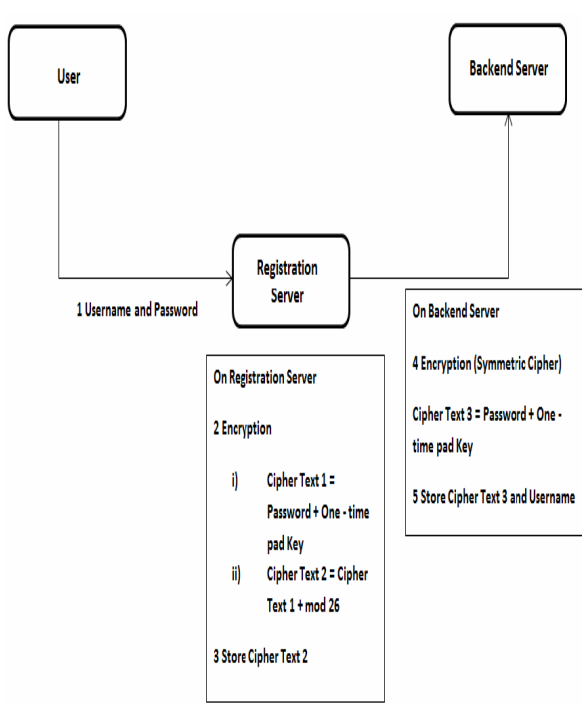 User
Backend Server
Registration
Server
1 Username and Password
On Registration Server
2 Encryption
i) Cipher Text 1 =
Password + One - time
pad Key
ii) Cipher Text 2 = Cipher
Text 1 + mod 26
3 Store Cipher Text 2
On Backend Server
4 Encryption (Symmetric Cipher)
Cipher Text 3 = Password + One -
time pad Key
5 Store Cipher Text 3 and Username